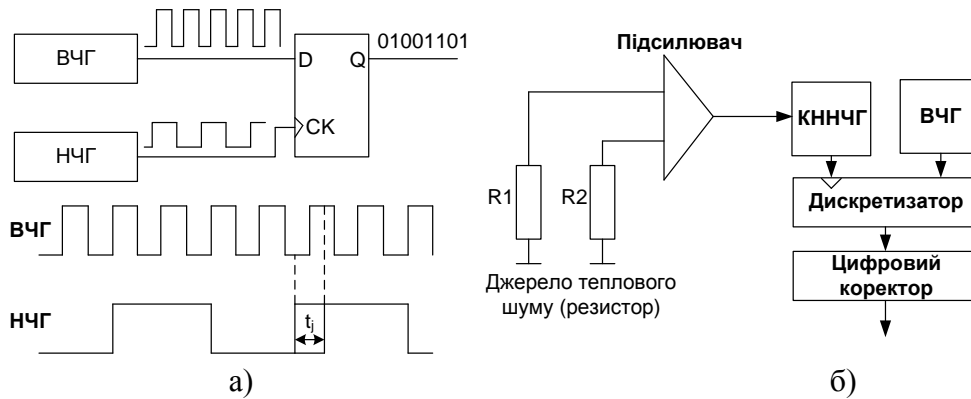 ВЧГ
D
Q
01001101
НЧГ
CK
ВЧГ
НЧГ
tj
а)
Підсилювач
КННЧГ
ВЧГ
R1
R2
Дискретизатор
Джерело теплового
шуму (резистор)
Цифровий
коректор
б)